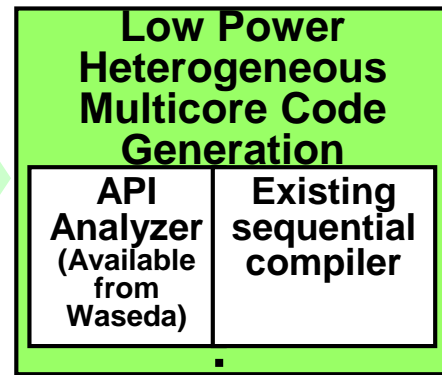 Low Power
Heterogeneous
Multicore Code
Generation
API
Analyzer
(Available
from
Waseda)
Existing
sequential
compiler
.